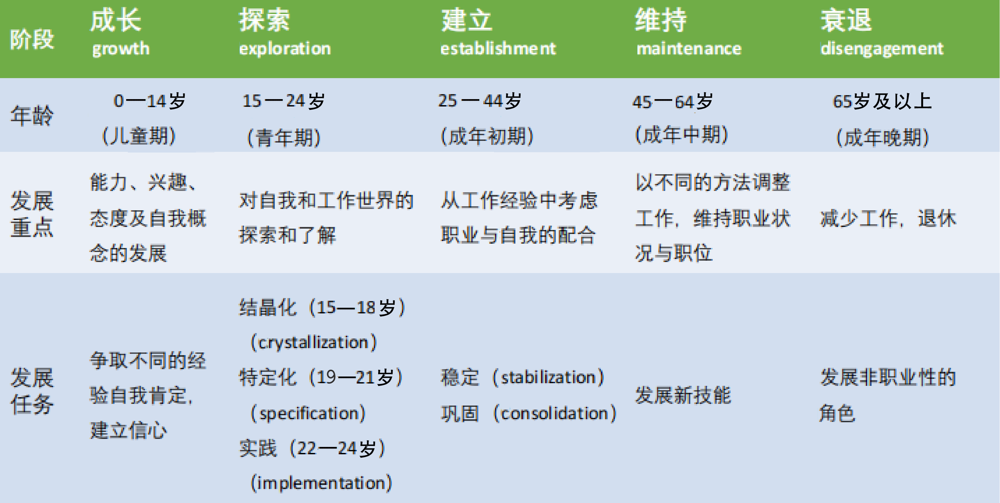 阶段
成长
growth
探索
exploration
建立
establishment
维持
maintenance
衰退
disengagement
年龄
0—14岁
(儿童期)
15—24岁
(青年期)
25—44岁
(成年初期)
45—64岁
(成年中期)
65岁及以上
(成年晚期)
发展
重点
能力、兴趣、
态度及自我概
念的发展
对自我和工作世界的
探索和了解
从工作经验中考虑
职业与自我的配合
以不同的方法调整
工作，维持职业状
况与职位
减少工作，退休
发展
任务
争取不同的经
验自我肯定，
建立信心
结晶化（15—18岁）
(crystallization)
特定化（19—21岁）
(specification)
实践（22—24岁）
(implementation)
稳定（stabilization）
巩固（consolidation）
发展新技能
发展非职业性的
角色